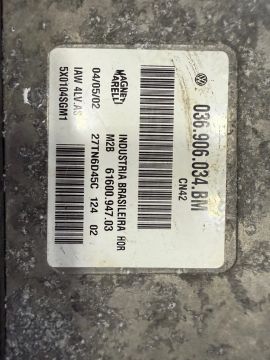 036.906.034.BM
CN42
INDUSTRIA BRASILEIRA HOR
M2B 61600.947.03
27TN6D45C 124 02
MAGNETI
MARELLI
04/05/02
IAW 4LV.AS
5X0104SGM1